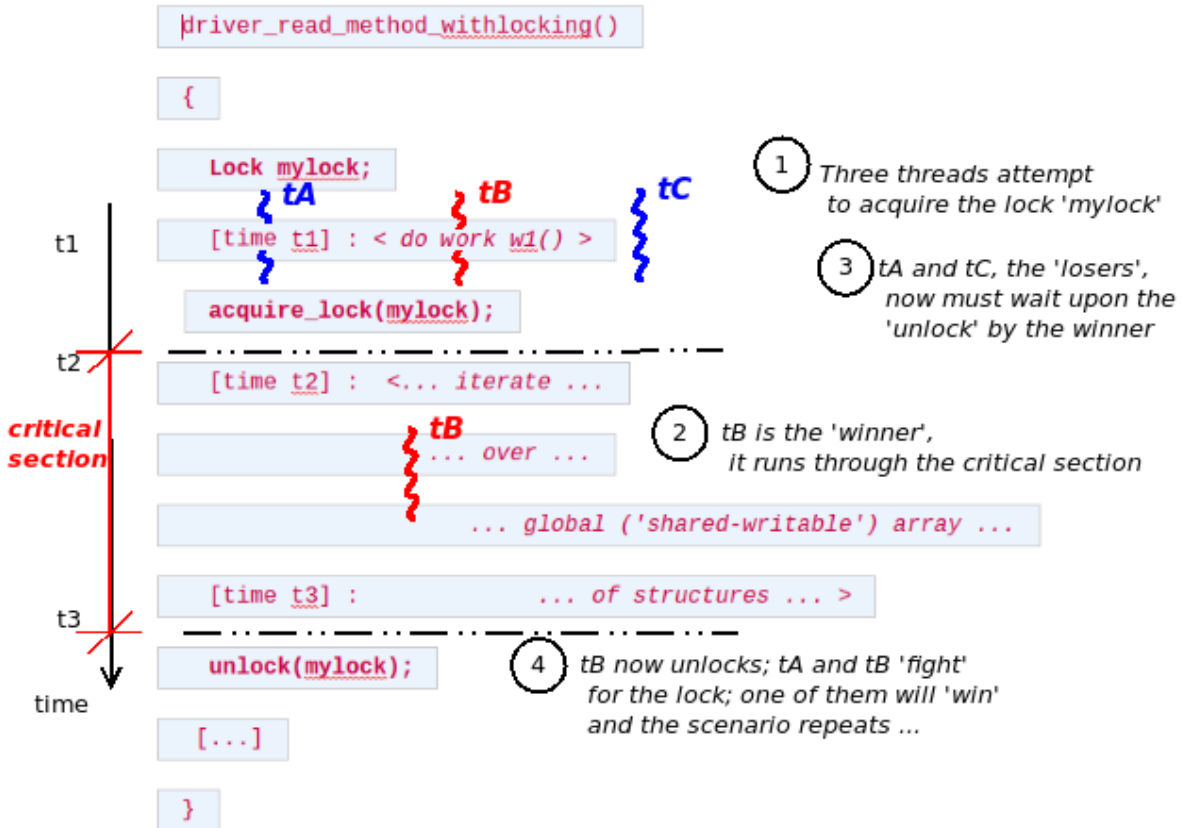 driver_read_method_withlocking()
{
Lock mylock;
tA
tB
tC
1
Three threads attempt
to acquire the lock 'mylock'
t1
[time t1] : < do work w1() >
3
tA and tC, the 'losers',
now must wait upon the
'unlock' by the winner
acquire_lock(mylock);
t2
[time t2] : <... iterate ...
critical
section
tB
... over ...
2
tB is the 'winner',
it runs through the critical section
... global ('shared-writable') array ...
[time t3] : ... of structures ... >
t3
unlock(mylock);
4
tB now unlocks; tA and tB 'fight'
for the lock; one of them will 'win'
and the scenario repeats ...
time
[...]
}